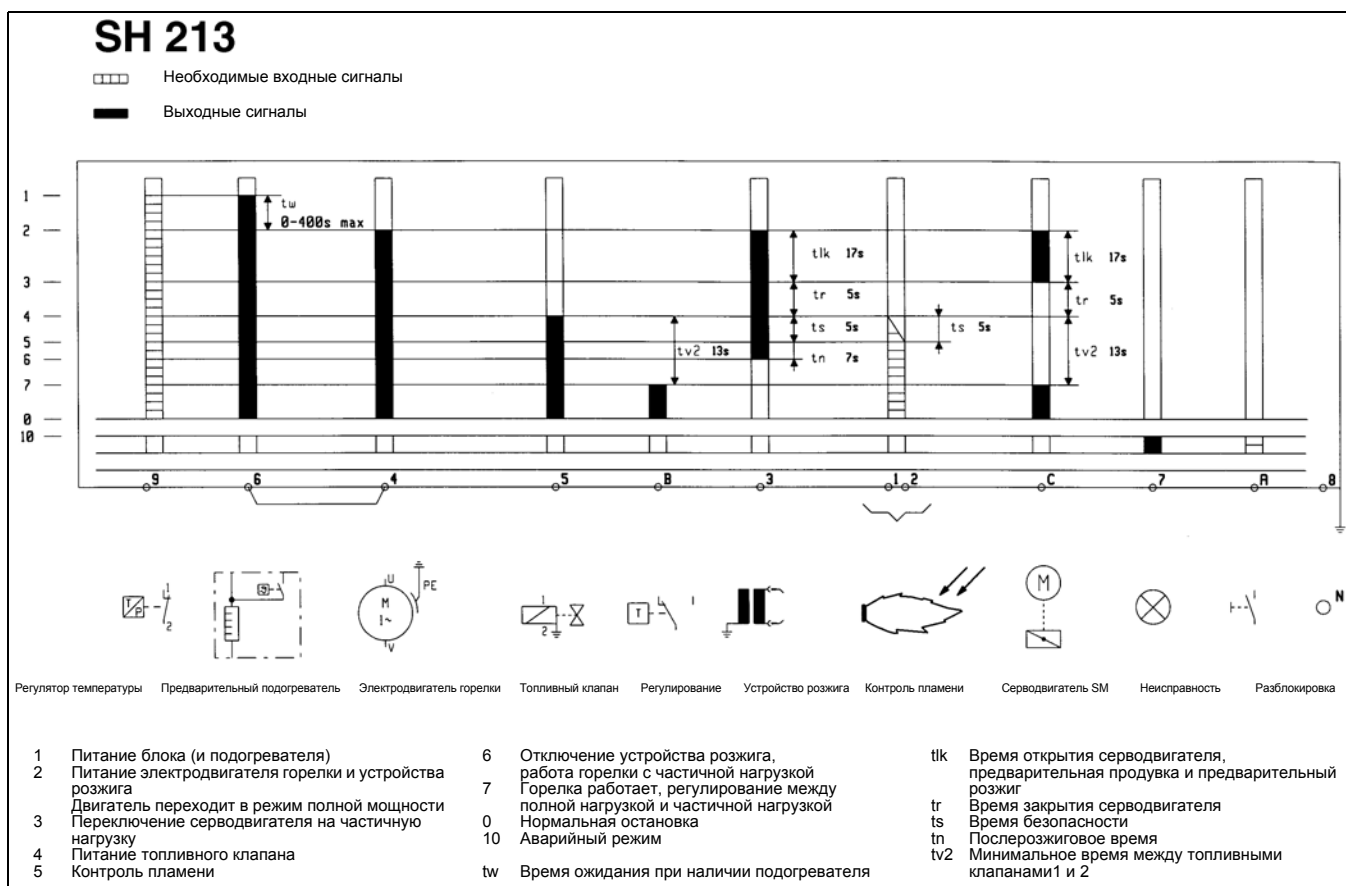 SH 213
Необходимые входные сигналы
Выходные сигналы
1
2
3
4
5
6
7
0
10
tw
0-400s max
tv2 13s
tlk 17s
tr 5s
ts 5s
tn 7s
ts 5s
tlk 17s
tr 5s
tv2 13s
9 6 4 5 B 3 1 2 C 7 A 8
T P 1 2
U M 1~ V PE
1 2
T
M
N
Регулятор температуры Предварительный подогреватель Электродвигатель горелки Топливный клапан Регулирование Устройство розжига Контроль пламени Серводвигатель SM Неисправность Разблокировка
1 Питание блока (и подогревателя)
2 Питание электродвигателя горелки и устройства
розжига
Двигатель переходит в режим полной мощности
3 Переключение серводвигателя на частичную
нагрузку
4 Питание топливного клапана
5 Контроль пламени
6 Отключение устройства розжига,
работа горелки с частичной нагрузкой
7 Горелка работает, регулирование между
полной нагрузкой и частичной нагрузкой
0 Нормальная остановка
10 Аварийный режим
tw Время ожидания при наличии подогревателя
tlk Время открытия серводвигателя,
предварительная продувка и предварительный
розжиг
tr Время закрытия серводвигателя
ts Время безопасности
tn Послерозжиговое время
tv2 Минимальное время между топливными
клапанами1 и 2